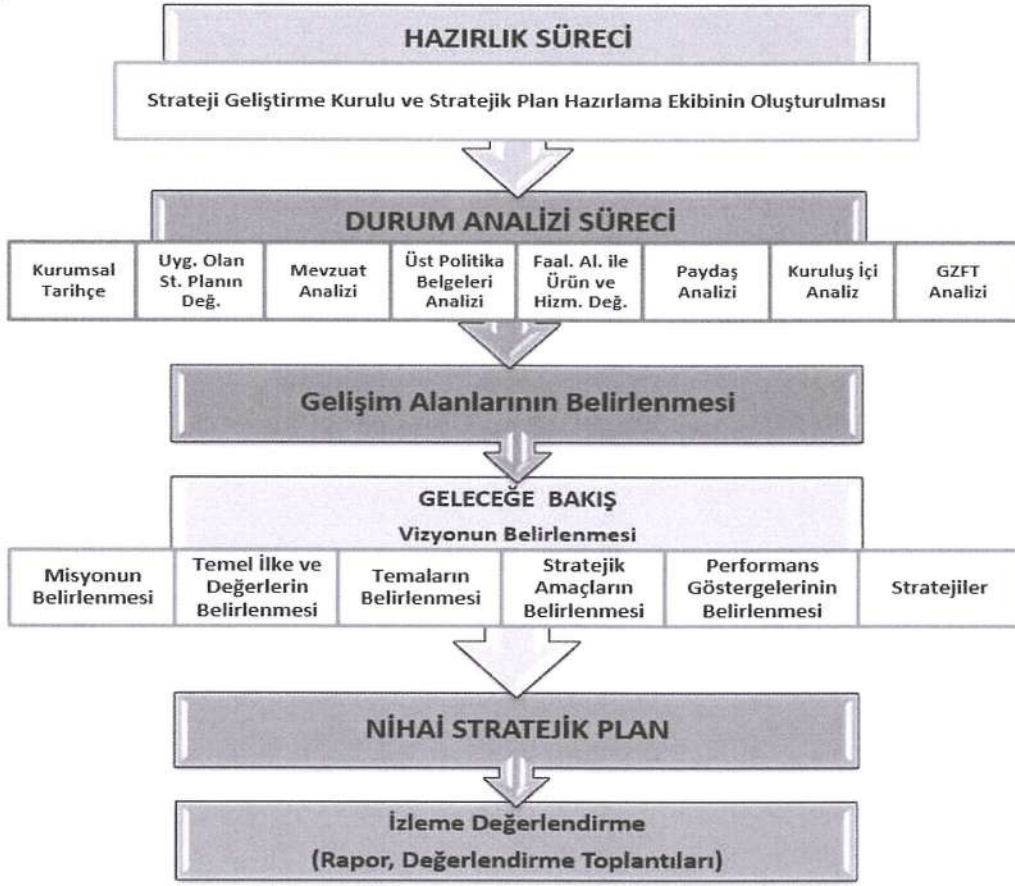 HAZIRLIK SÜRECİ
Strateji Geliştirme Kurulu ve Stratejik Plan Hazırlama Ekibinin Oluşturulması
DURUM ANALİZİ SÜRECİ
Kurumsal
Tarihçe
Uyg. Olan
St. Planın
Değ.
Mevzuat
Analizi
Üst Politika
Belgeleri
Analizi
Faal. Al. ile
Ürün ve
Hizm. Değ.
Paydaş
Analizi
Kuruluş İçi
Analiz
GZFT
Analizi
Gelişim Alanlarının Belirlenmesi
GELECEĞE BAKIŞ
Vizyonun Belirlenmesi
Misyonun
Belirlenmesi
Temel İlke ve
Değerlerin
Belirlenmesi
Temaların
Belirlenmesi
Stratejik
Amaçların
Belirlenmesi
Performans
Göstergelerinin
Belirlenmesi
Stratejiler
NİHAİ STRATEJİK PLAN
İzleme Değerlendirme
(Rapor, Değerlendirme Toplantıları)